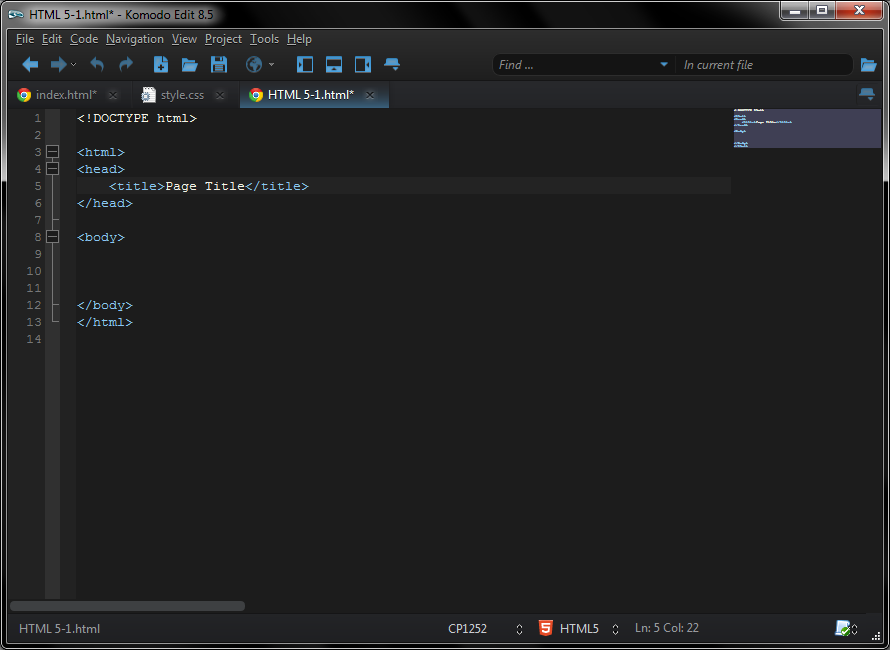 HTML 5-1.html* - Komodo Edit 8.5
File Edit Code Navigation View Project Tools Help
Find ... In current file
index.html* style.css HTML 5-1.html*
1 <!DOCTYPE html>
2
3 <html>
4 <head>
5     <title>Page Title</title>
6 </head>
7
8 <body>
9
10
11
12 </body>
13 </html>
14
HTML 5-1.html CP1252 5 HTML5 Ln: 5 Col: 22